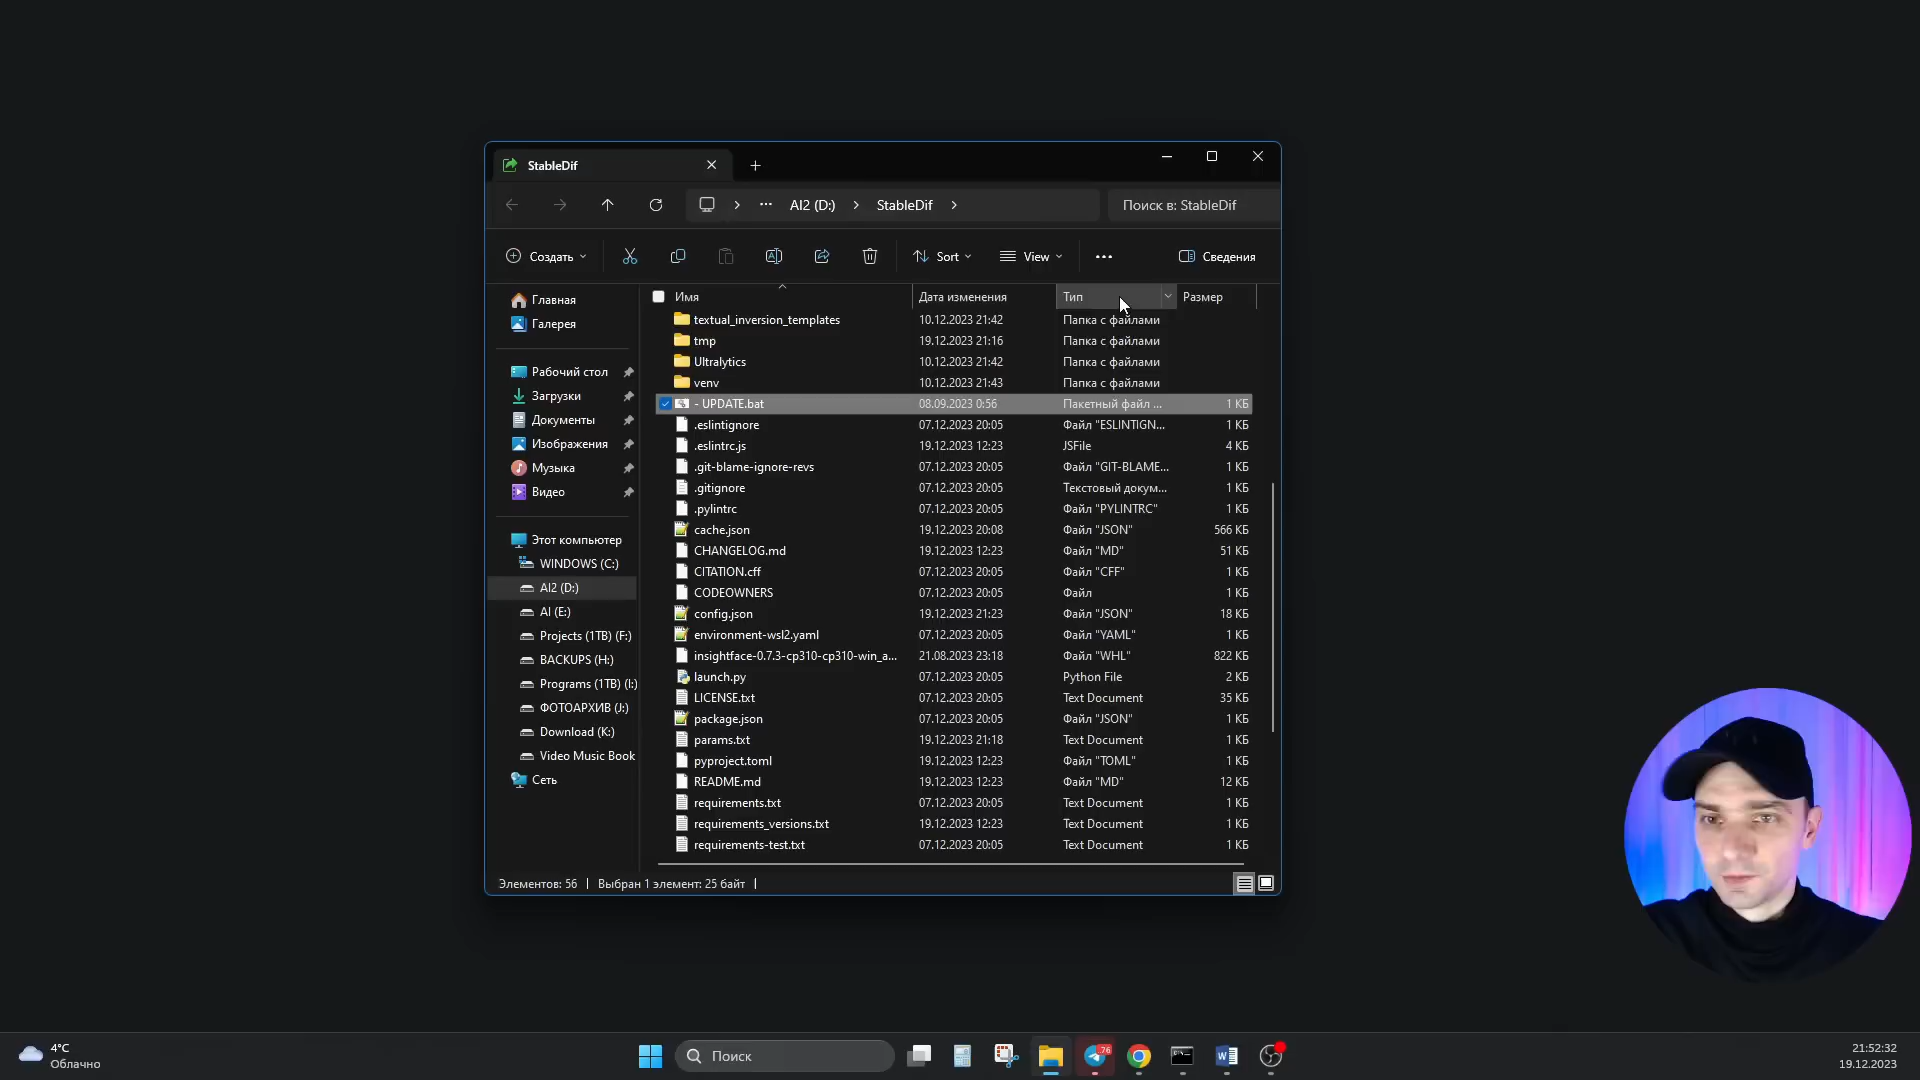 StableDif
AI2 (D:)
StableDif
Поиск в: StableDif
Создать
Sort
View
Сведения
Имя
Дата изменения
Тип
Размер
Главная
Галерея
Рабочий стол
Загрузки
Документы
Изображения
Музыка
Видео
Этот компьютер
WINDOWS (C:)
AI2 (D:)
AI (E:)
Projects (1TB) (F:)
BACKUPS (H:)
Programs (1TB) (I:)
ФОТОАРХИВ (J:)
Download (K:)
Video Music Book
Сеть
textual_inversion_templates 10.12.2023 21:42 Папка с файлами
tmp 19.12.2023 21:16 Папка с файлами
Ultralytics 10.12.2023 21:42 Папка с файлами
venv 10.12.2023 21:43 Папка с файлами
- UPDATE.bat 08.09.2023 0:56 Пакетный файл ... 1 КБ
.eslintignore 07.12.2023 20:05 Файл "ESLINTIGN... 1 КБ
.eslintrc.js 19.12.2023 12:23 JSFile 4 КБ
.git-blame-ignore-revs 07.12.2023 20:05 Файл "GIT-BLAME... 1 КБ
.gitignore 07.12.2023 20:05 Текстовый докум... 1 КБ
.pylintrc 07.12.2023 20:05 Файл "PYLINTRC" 1 КБ
cache.json 19.12.2023 20:08 Файл "JSON" 566 КБ
CHANGELOG.md 19.12.2023 12:23 Файл "MD" 51 КБ
CITATION.cff 07.12.2023 20:05 Файл "CFF" 1 КБ
CODEOWNERS 07.12.2023 20:05 Файл 1 КБ
config.json 19.12.2023 21:23 Файл "JSON" 18 КБ
environment-wsl2.yaml 07.12.2023 20:05 Файл "YAML" 1 КБ
insightface-0.7.3-cp310-cp310-win_a... 21.08.2023 23:18 Файл "WHL" 822 КБ
launch.py 07.12.2023 20:05 Python File 2 КБ
LICENSE.txt 07.12.2023 20:05 Text Document 35 КБ
package.json 07.12.2023 20:05 Файл "JSON" 1 КБ
params.txt 19.12.2023 21:18 Text Document 1 КБ
pyproject.toml 19.12.2023 12:23 Файл "TOML" 1 КБ
README.md 19.12.2023 12:23 Файл "MD" 12 КБ
requirements.txt 07.12.2023 20:05 Text Document 1 КБ
requirements_versions.txt 19.12.2023 12:23 Text Document 1 КБ
requirements-test.txt 07.12.2023 20:05 Text Document 1 КБ
Элементов: 56 Выбран 1 элемент: 25 байт
4°C
Облачно
Поиск
76
21:52:32
19.12.2023